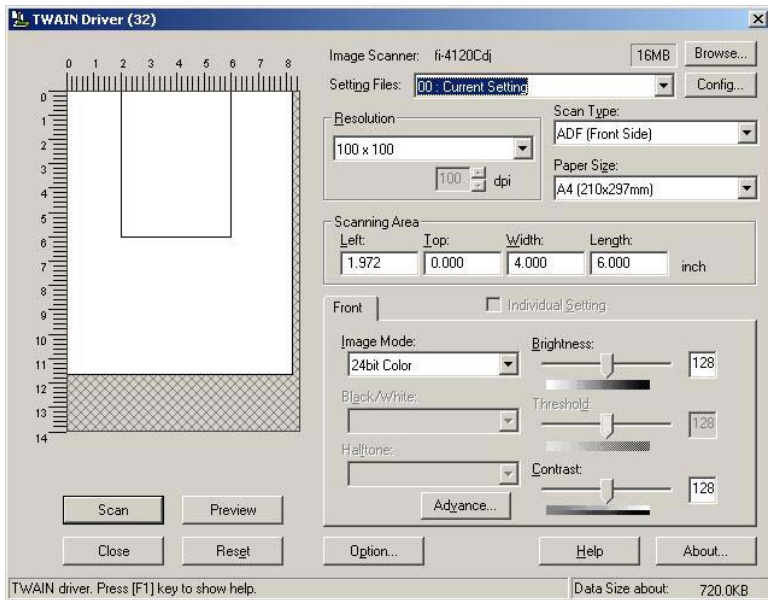 TWAIN Driver (32)
Image Scanner: fi-4120Cdj 16MB Browse...
Setting Files: 00 : Current Setting Config...
0 1 2 3 4 5 6 7 8
0
1
2
3
4
5
6
7
8
9
10
11
12
13
14
Resolution
100 x 100
100 dpi
Scan Type:
ADF (Front Side)
Paper Size:
A4 (210x297mm)
Scanning Area
Left: Top: Width: Length:
1.972 0.000 4.000 6.000 inch
Front Individual Setting
Image Mode:
24bit Color
Black/White:
Halftone:
Advance...
Brightness:
128
Threshold:
128
Contrast:
128
Scan Preview
Close Reset Option... Help About...
TWAIN driver. Press [F1] key to show help. Data Size about: 720.0KB